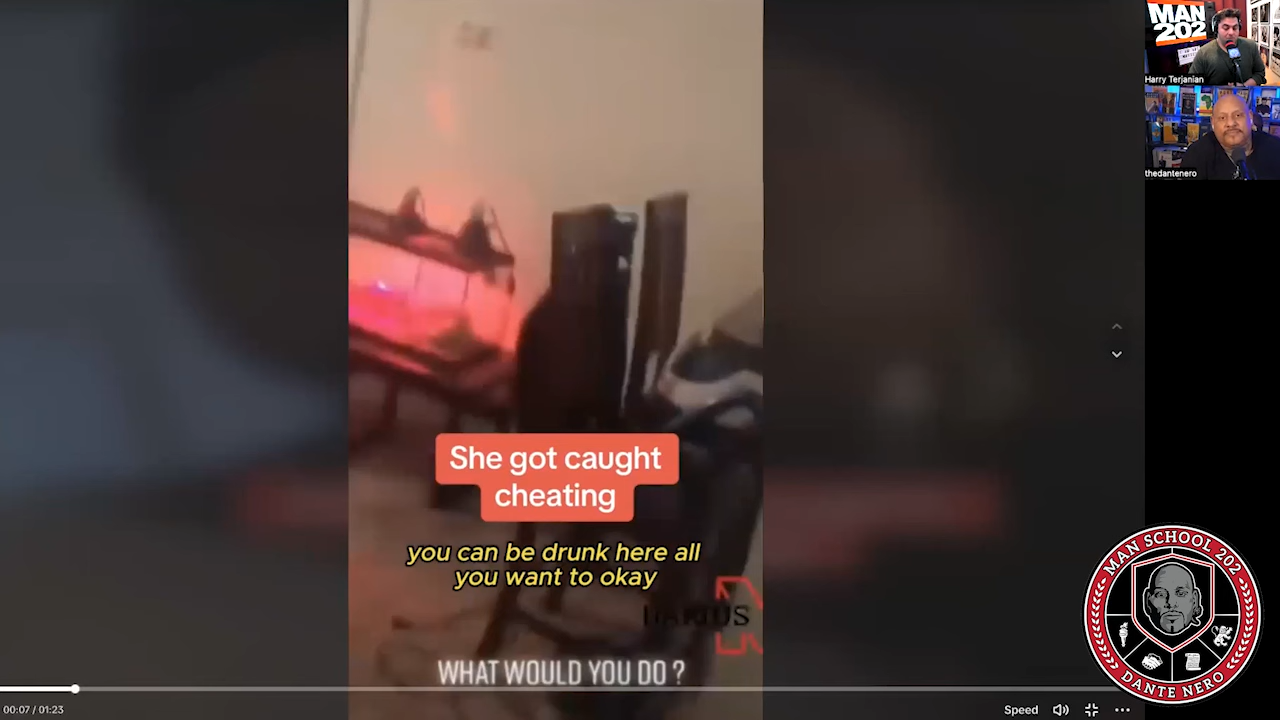 MAN
202
Harry Terjanian
thedantenero
She got caught
cheating
you can be drunk here all
you want to okay
WHAT WOULD YOU DO ?
MAN SCHOOL 202
DANTE NERO
00:07 / 01:23
Speed